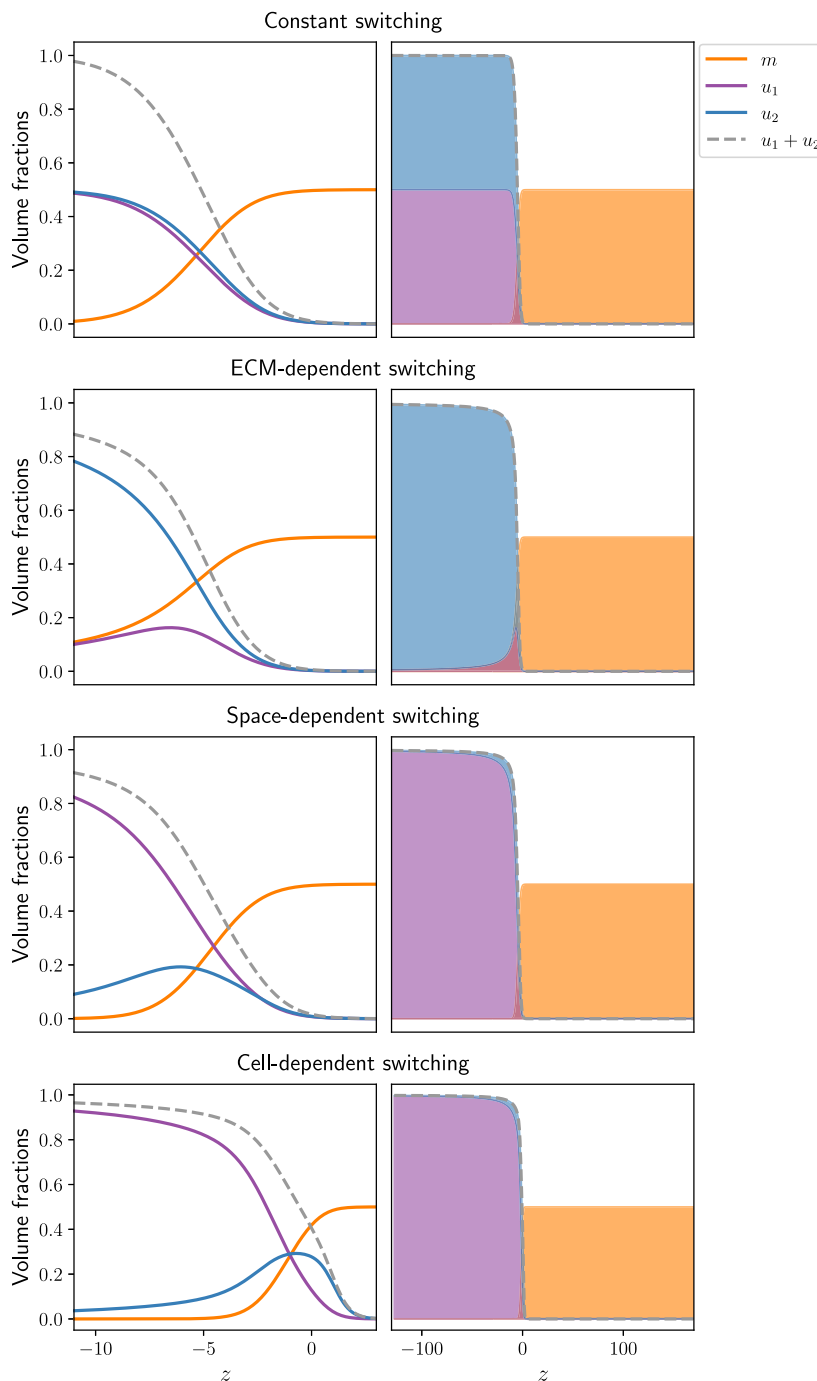 Constant switching
Volume fractions
1.0
0.8
0.6
0.4
0.2
0.0
m
u₁
u₂
u₁ + u₂
ECM-dependent switching
Volume fractions
1.0
0.8
0.6
0.4
0.2
0.0
Space-dependent switching
Volume fractions
1.0
0.8
0.6
0.4
0.2
0.0
Cell-dependent switching
Volume fractions
1.0
0.8
0.6
0.4
0.2
0.0
−10 −5 0
z
−100 0 100
z